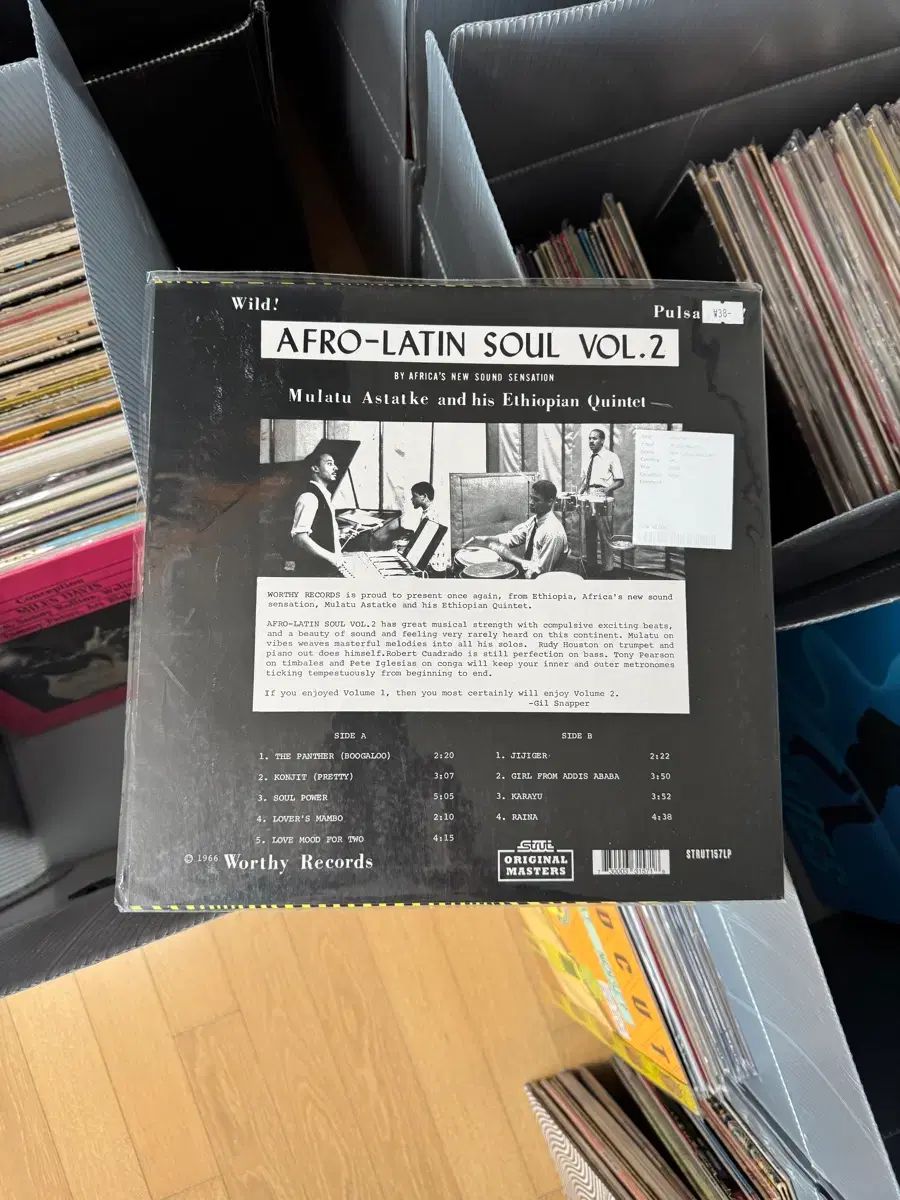 Wild!
Pulsa
₩38-
AFRO-LATIN SOUL VOL.2
BY AFRICA'S NEW SOUND SENSATION
Mulatu Astatke and his Ethiopian Quintet
WORTHY RECORDS is proud to present once again, from Ethiopia, Africa's new sound
sensation, Mulatu Astatke and his Ethiopian Quintet.
AFRO-LATIN SOUL VOL.2 has great musical strength with compulsive exciting beats,
and a beauty of sound and feeling very rarely heard on this continent. Mulatu on
vibes weaves masterful melodies into all his solos. Rudy Houston on trumpet and
piano out does himself.Robert Cuadrado is still perfection on bass. Tony Pearson
on timbales and Pete Iglesias on conga will keep your inner and outer metronomes
ticking tempestuously from beginning to end.
If you enjoyed Volume 1, then you most certainly will enjoy Volume 2.
-Gil Snapper
SIDE A
1. THE PANTHER (BOOGALOO) 2:20
2. KONJIT (PRETTY) 3:07
3. SOUL POWER 5:05
4. LOVER'S MAMBO 2:10
5. LOVE MOOD FOR TWO 4:15
SIDE B
1. JIJIGER 2:22
2. GIRL FROM ADDIS ABABA 3:50
3. KARAYU 3:52
4. RAINA 4:38
© 1966 Worthy Records
Strut
ORIGINAL
MASTERS
STRUT157LP
Conception
MILES DAVIS